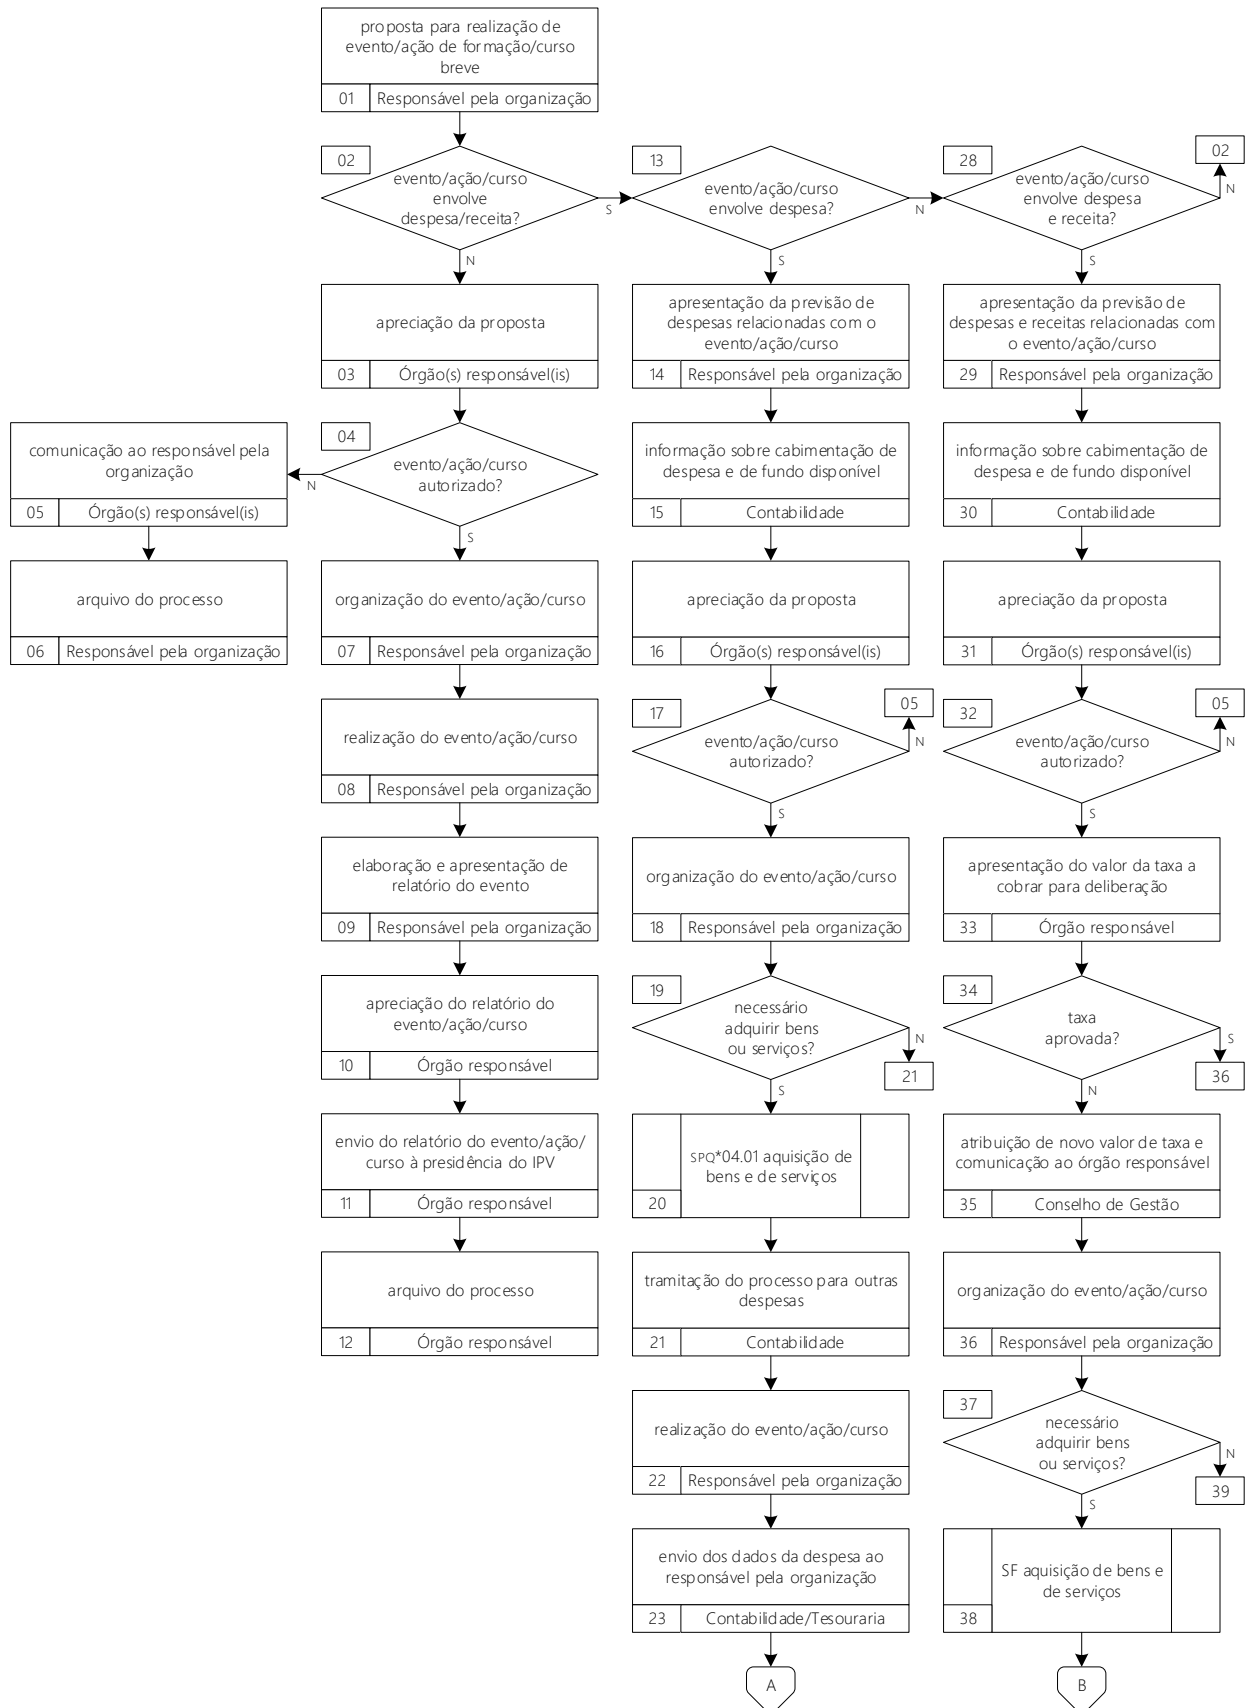 proposta para realização de
evento/ação de formação/curso
breve
01 Responsável pela organização
02
evento/ação/curso
envolve
despesa/receita?
S
N
apreciação da proposta
03 Órgão(s) responsável(is)
04
evento/ação/curso
autorizado?
N
S
comunicação ao responsável pela
organização
05 Órgão(s) responsável(is)
arquivo do processo
06 Responsável pela organização
organização do evento/ação/curso
07 Responsável pela organização
realização do evento/ação/curso
08 Responsável pela organização
elaboração e apresentação de
relatório do evento
09 Responsável pela organização
apreciação do relatório do
evento/ação/curso
10 Órgão responsável
envio do relatório do evento/ação/
curso à presidência do IPV
11 Órgão responsável
arquivo do processo
12 Órgão responsável
13
evento/ação/curso
envolve despesa?
N
S
apresentação da previsão de
despesas relacionadas com o
evento/ação/curso
14 Responsável pela organização
informação sobre cabimentação de
despesa e de fundo disponível
15 Contabilidade
apreciação da proposta
16 Órgão(s) responsável(is)
17
05
evento/ação/curso
autorizado?
N
S
organização do evento/ação/curso
18 Responsável pela organização
19
necessário
adquirir bens
ou serviços?
N
21
S
SPQ*04.01 aquisição de
bens e de serviços
20
tramitação do processo para outras
despesas
21 Contabilidade
realização do evento/ação/curso
22 Responsável pela organização
envio dos dados da despesa ao
responsável pela organização
23 Contabilidade/Tesouraria
A
28
02
evento/ação/curso
envolve despesa
e receita?
N
S
apresentação da previsão de
despesas e receitas relacionadas com
o evento/ação/curso
29 Responsável pela organização
informação sobre cabimentação de
despesa e de fundo disponível
30 Contabilidade
apreciação da proposta
31 Órgão(s) responsável(is)
32
05
evento/ação/curso
autorizado?
N
S
apresentação do valor da taxa a
cobrar para deliberação
33 Órgão responsável
34
taxa
aprovada?
S
36
N
atribuição de novo valor de taxa e
comunicação ao órgão responsável
35 Conselho de Gestão
organização do evento/ação/curso
36 Responsável pela organização
37
necessário
adquirir bens
ou serviços?
N
39
S
SF aquisição de bens e
de serviços
38
B